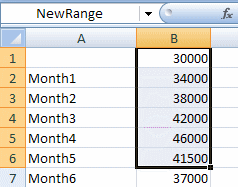 NewRange
A B
1 30000
2 Month1 34000
3 Month2 38000
4 Month3 42000
5 Month4 46000
6 Month5 41500
7 Month6 37000